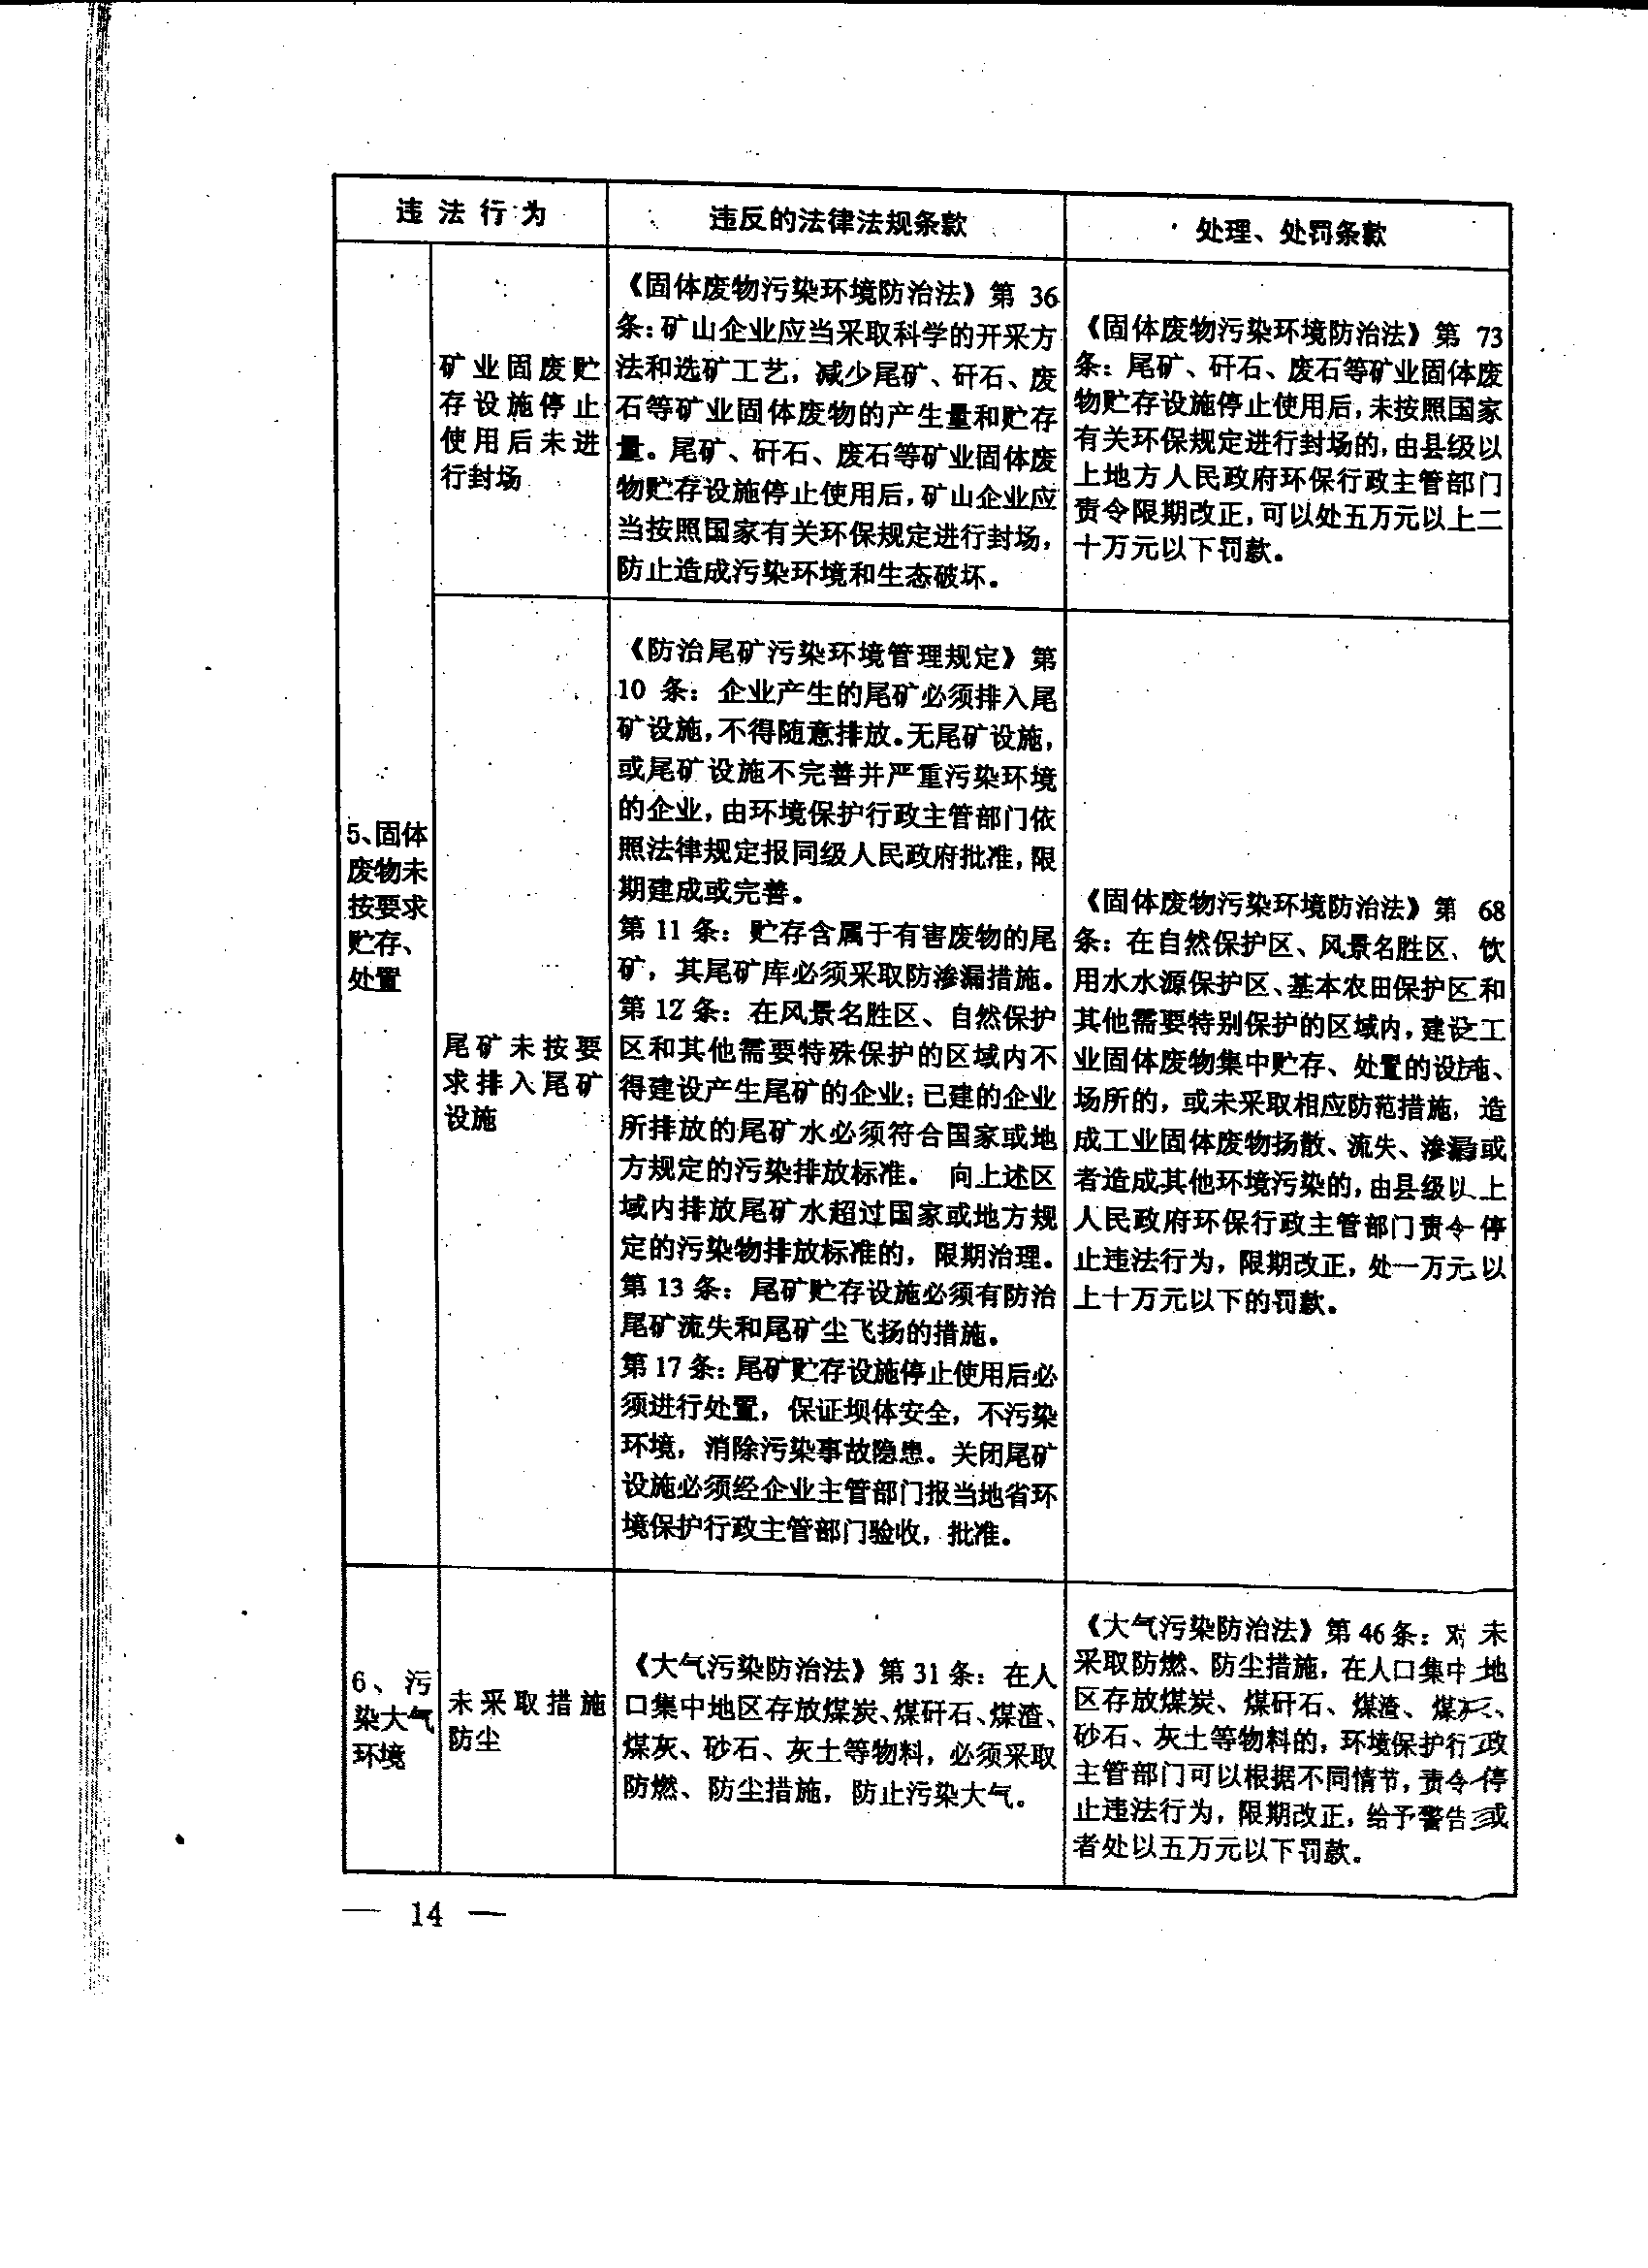 违法行为
违反的法律法规条款
处理、处罚条款
5、固体
废物未
按要求
贮存、
处置
矿业固废贮
存设施停止
使用后未进
行封场
《固体废物污染环境防治法》第 36
条:矿山企业应当采取科学的开采方
法和选矿工艺，减少尾矿、矸石、废
石等矿业固体废物的产生量和贮存
量。尾矿、矸石、废石等矿业固体废
物贮存设施停止使用后，矿山企业应
当按照国家有关环保规定进行封场，
防止造成污染环境和生态破坏。
《固体废物污染环境防治法》第 73
条：尾矿、矸石、废石等矿业固体废
物贮存设施停止使用后，未按照国家
有关环保规定进行封场的，由县级以
上地方人民政府环保行政主管部门
责令限期改正，可以处五万元以上二
十万元以下罚款。
尾矿未按要
求排入尾矿
设施
《防治尾矿污染环境管理规定》第
10 条：企业产生的尾矿必须排入尾
矿设施，不得随意排放。无尾矿设施，
或尾矿设施不完善并严重污染环境
的企业，由环境保护行政主管部门依
照法律规定报同级人民政府批准，限
期建成或完善。
第 11 条：贮存含属于有害废物的尾
矿，其尾矿库必须采取防渗漏措施。
第 12 条：在风景名胜区、自然保护
区和其他需要特殊保护的区域内不
得建设产生尾矿的企业；已建的企业
所排放的尾矿水必须符合国家或地
方规定的污染排放标准。 向上述区
域内排放尾矿水超过国家或地方规
定的污染物排放标准的，限期治理。
第 13 条：尾矿贮存设施必须有防治
尾矿流失和尾矿尘飞扬的措施。
第 17 条：尾矿贮存设施停止使用后必
须进行处置，保证坝体安全，不污染
环境，消除污染事故隐患。关闭尾矿
设施必须经企业主管部门报当地省环
境保护行政主管部门验收，批准。
《固体废物污染环境防治法》第 68
条：在自然保护区、风景名胜区、饮
用水水源保护区、基本农田保护区和
其他需要特别保护的区域内，建设工
业固体废物集中贮存、处置的设施、
场所的，或未采取相应防范措施，造
成工业固体废物扬散、流失、渗漏或
者造成其他环境污染的，由县级以上
人民政府环保行政主管部门责令停
止违法行为，限期改正，处一万元以
上十万元以下的罚款。
6、污
染大气
环境
未采取措施
防尘
《大气污染防治法》第 31 条：在人
口集中地区存放煤炭、煤矸石、煤渣、
煤灰、砂石、灰土等物料，必须采取
防燃、防尘措施，防止污染大气。
《大气污染防治法》第 46 条：对未
采取防燃、防尘措施，在人口集中地
区存放煤炭、煤矸石、煤渣、煤灰、
砂石、灰土等物料的，环境保护行政
主管部门可以根据不同情节，责令停
止违法行为，限期改正，给予警告或
者处以五万元以下罚款。
— 14 —